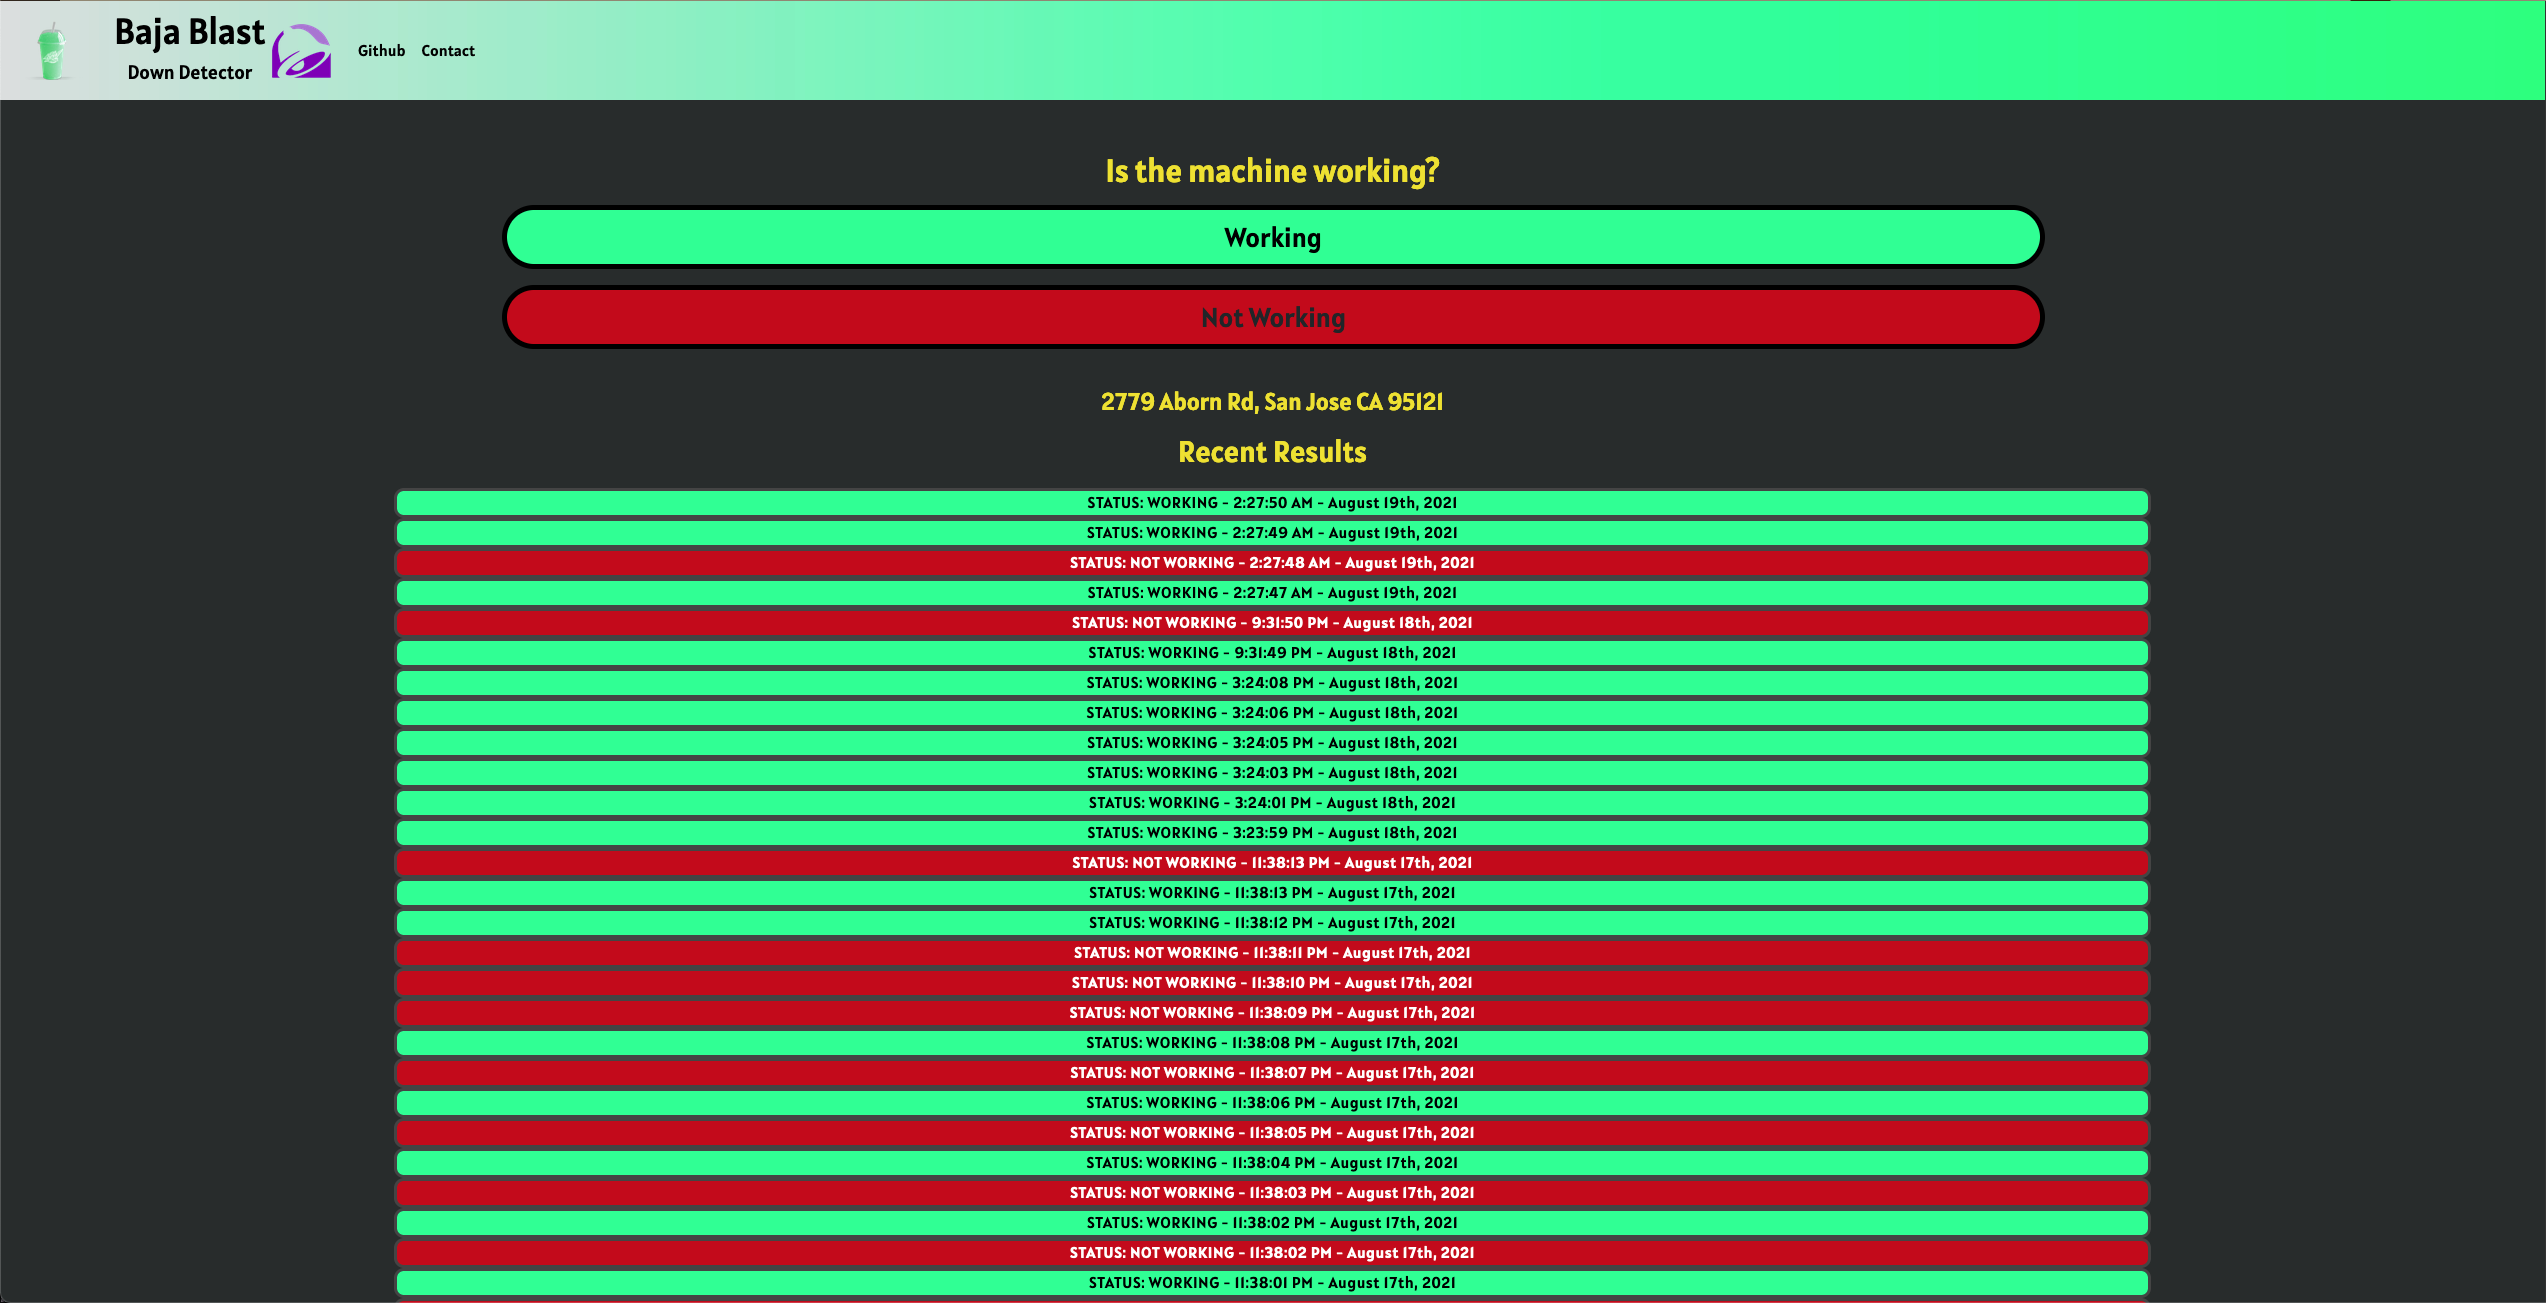 Baja Blast
Down Detector
Github Contact
Is the machine working?
Working
Not Working
2779 Aborn Rd, San Jose CA 95121
Recent Results
STATUS: WORKING - 2:27:50 AM - August 19th, 2021
STATUS: WORKING - 2:27:49 AM - August 19th, 2021
STATUS: NOT WORKING - 2:27:48 AM - August 19th, 2021
STATUS: WORKING - 2:27:47 AM - August 19th, 2021
STATUS: NOT WORKING - 9:31:50 PM - August 18th, 2021
STATUS: WORKING - 9:31:49 PM - August 18th, 2021
STATUS: WORKING - 3:24:08 PM - August 18th, 2021
STATUS: WORKING - 3:24:06 PM - August 18th, 2021
STATUS: WORKING - 3:24:05 PM - August 18th, 2021
STATUS: WORKING - 3:24:03 PM - August 18th, 2021
STATUS: WORKING - 3:24:01 PM - August 18th, 2021
STATUS: WORKING - 3:23:59 PM - August 18th, 2021
STATUS: NOT WORKING - 11:38:13 PM - August 17th, 2021
STATUS: WORKING - 11:38:13 PM - August 17th, 2021
STATUS: WORKING - 11:38:12 PM - August 17th, 2021
STATUS: NOT WORKING - 11:38:11 PM - August 17th, 2021
STATUS: NOT WORKING - 11:38:10 PM - August 17th, 2021
STATUS: NOT WORKING - 11:38:09 PM - August 17th, 2021
STATUS: WORKING - 11:38:08 PM - August 17th, 2021
STATUS: NOT WORKING - 11:38:07 PM - August 17th, 2021
STATUS: WORKING - 11:38:06 PM - August 17th, 2021
STATUS: NOT WORKING - 11:38:05 PM - August 17th, 2021
STATUS: WORKING - 11:38:04 PM - August 17th, 2021
STATUS: NOT WORKING - 11:38:03 PM - August 17th, 2021
STATUS: WORKING - 11:38:02 PM - August 17th, 2021
STATUS: NOT WORKING - 11:38:02 PM - August 17th, 2021
STATUS: WORKING - 11:38:01 PM - August 17th, 2021